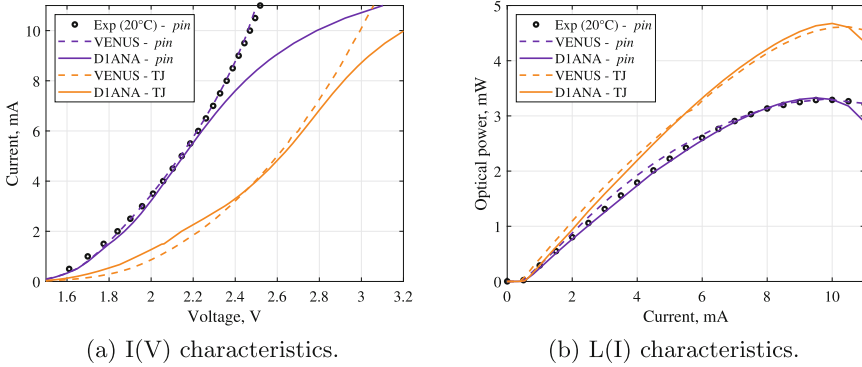 Exp (20°C) - pin
VENUS - pin
D1ANA - pin
VENUS - TJ
D1ANA - TJ
Current, mA
10
8
6
4
2
0
1.6 1.8 2 2.2 2.4 2.6 2.8 3 3.2
Voltage, V
(a) I(V) characteristics.
Exp (20°C) - pin
VENUS - pin
D1ANA - pin
VENUS - TJ
D1ANA - TJ
Optical power, mW
5
4
3
2
1
0
0 2 4 6 8 10
Current, mA
(b) L(I) characteristics.